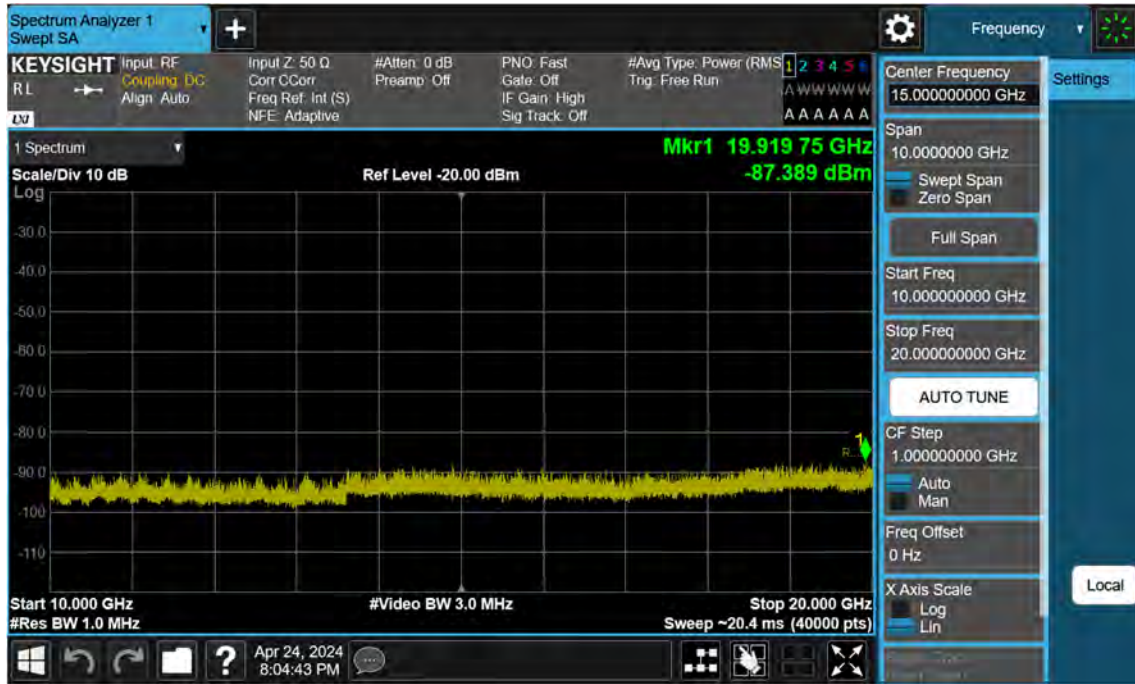 Spectrum Analyzer 1
Swept SA
Frequency
KEYSIGHT
RL
LXI
Input: RF
Coupling: DC
Align: Auto
Input Z: 50 Ω
Corr CCorr
Freq Ref: Int (S)
NFE: Adaptive
#Atten: 0 dB
Preamp: Off
PNO: Fast
Gate: Off
IF Gain: High
Sig Track: Off
#Avg Type: Power (RMS
Trig: Free Run
1 2 3 4 5 6
A W W W W W
A A A A A A
1 Spectrum
Scale/Div 10 dB
Ref Level -20.00 dBm
Mkr1 19.919 75 GHz
-87.389 dBm
Log
-30.0
-40.0
-50.0
-60.0
-70.0
-80.0
-90.0
-100
-110
1
R...
Start 10.000 GHz
#Video BW 3.0 MHz
Stop 20.000 GHz
#Res BW 1.0 MHz
Sweep ~20.4 ms (40000 pts)
?
Apr 24, 2024
8:04:43 PM
Center Frequency
15.000000000 GHz
Span
10.0000000 GHz
Swept Span
Zero Span
Full Span
Start Freq
10.000000000 GHz
Stop Freq
20.000000000 GHz
AUTO TUNE
CF Step
1.000000000 GHz
Auto
Man
Freq Offset
0 Hz
X Axis Scale
Log
Lin
Settings
Local